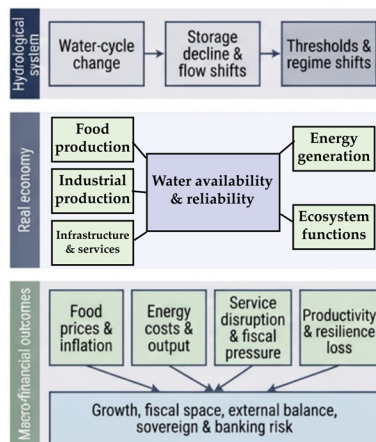 Hydrological
system
Water-cycle
change
Storage
decline &
flow shifts
Thresholds &
regime shifts
Real economy
Food
production
Industrial
production
Infrastructure
& services
Water availability
& reliability
Energy
generation
Ecosystem
functions
Macro-financial outcomes
Food
prices &
inflation
Energy
costs &
output
Service
disruption
& fiscal
pressure
Productivity
& resilience
loss
Growth, fiscal space, external balance,
sovereign & banking risk